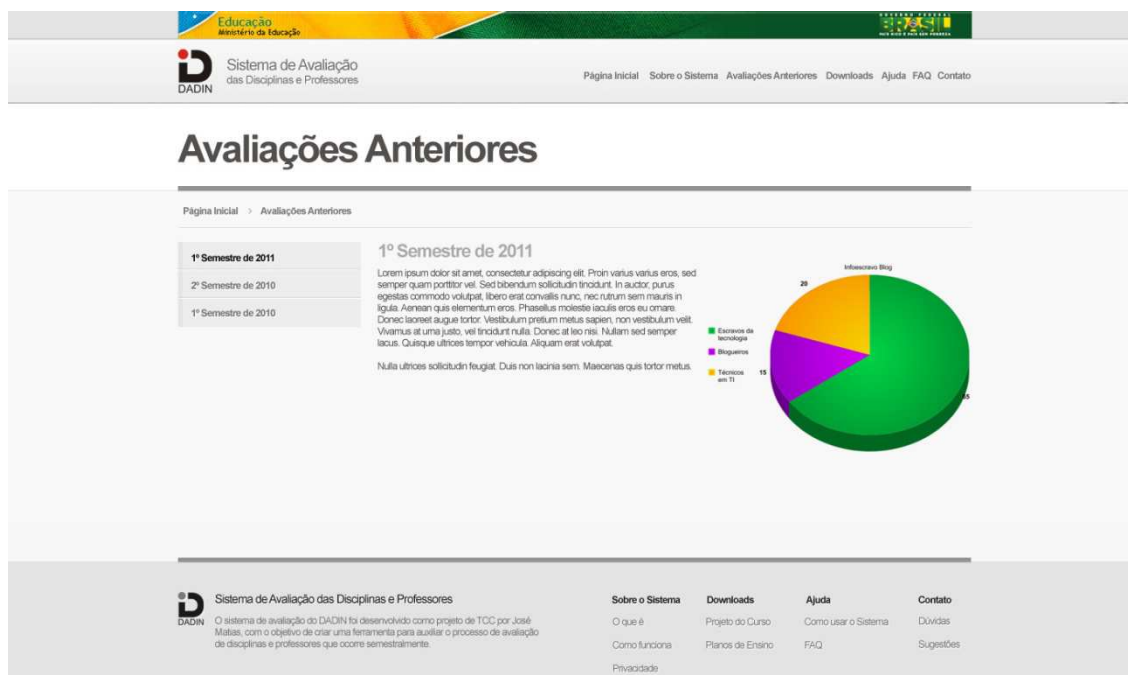 Educação
Ministério da Educação
GOVERNO FEDERAL
BRASIL
PAÍS RICO É PAÍS SEM POBREZA
DADIN
Sistema de Avaliação
das Disciplinas e Professores
Página Inicial Sobre o Sistema Avaliações Anteriores Downloads Ajuda FAQ Contato
Avaliações Anteriores
Página Inicial > Avaliações Anteriores
1º Semestre de 2011
2º Semestre de 2010
1º Semestre de 2010
1º Semestre de 2011
Lorem ipsum dolor sit amet, consectetur adipiscing elit. Proin varius varius eros, sed
semper quam porttitor vel. Sed bibendum sollicitudin tincidunt. In auctor, purus
egestas commodo volutpat, libero erat convallis nunc, nec rutrum sem mauris in
ligula. Aenean quis elementum eros. Phasellus molestie iaculis eros eu ornare.
Donec laoreet augue tortor. Vestibulum pretium metus sapien, non vestibulum velit.
Vivamus at urna justo, vel tincidunt nulla. Donec at leo nisi. Nullam sed semper
lacus. Quisque ultrices tempor vehicula. Aliquam erat volutpat.
Nulla ultrices sollicitudin feugiat. Duis non lacinia sem. Maecenas quis tortor metus.
Infoescravo Blog
20
15
65
Escravos da
tecnologia
Blogueiros
Técnicos
em TI
DADIN
Sistema de Avaliação das Disciplinas e Professores
O sistema de avaliação do DADIN foi desenvolvido como projeto de TCC por José
Matias, com o objetivo de criar uma ferramenta para auxiliar o processo de avaliação
de disciplinas e professores que ocorre semestralmente.
Sobre o Sistema
O que é
Como funciona
Privacidade
Downloads
Projeto do Curso
Planos de Ensino
Ajuda
Como usar o Sistema
FAQ
Contato
Dúvidas
Sugestões